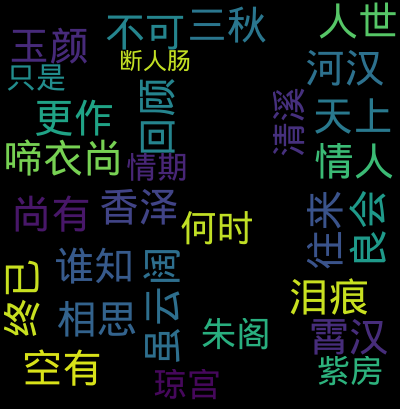 不可
三秋
人世
玉颜
断人肠
河汉
只是
回顾
更作
清溪
天上
啼衣尚
情期
情人
尚有
香泽
何时
往来
良会
谁知
虽云阔
终已
相思
泪痕
朱阁
霄汉
空有
琼宫
紫房